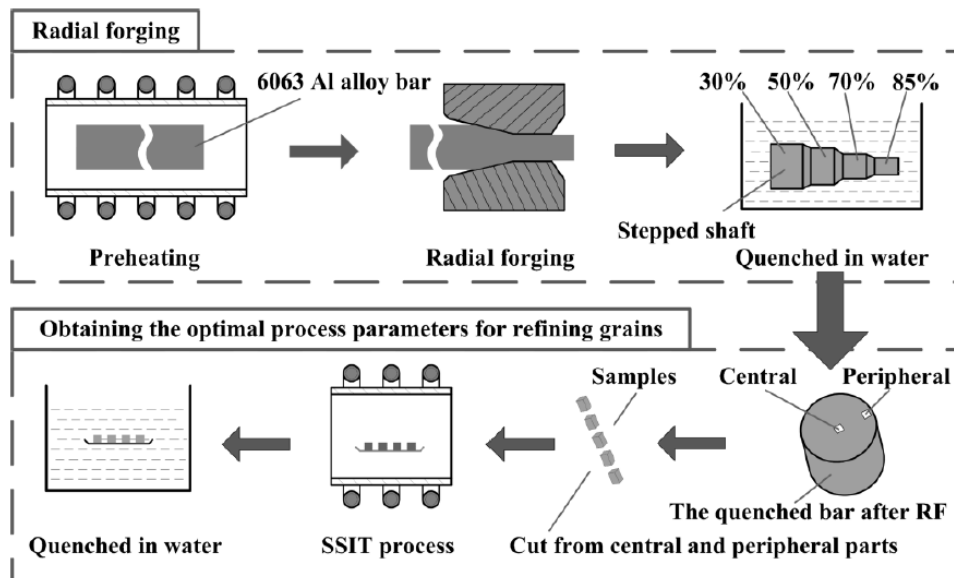 Radial forging
6063 Al alloy bar
30% 50% 70% 85%
Stepped shaft
Preheating
Radial forging
Quenched in water
Obtaining the optimal process parameters for refining grains
Samples
Central
Peripheral
The quenched bar after RF
Quenched in water
SSIT process
Cut from central and peripheral parts